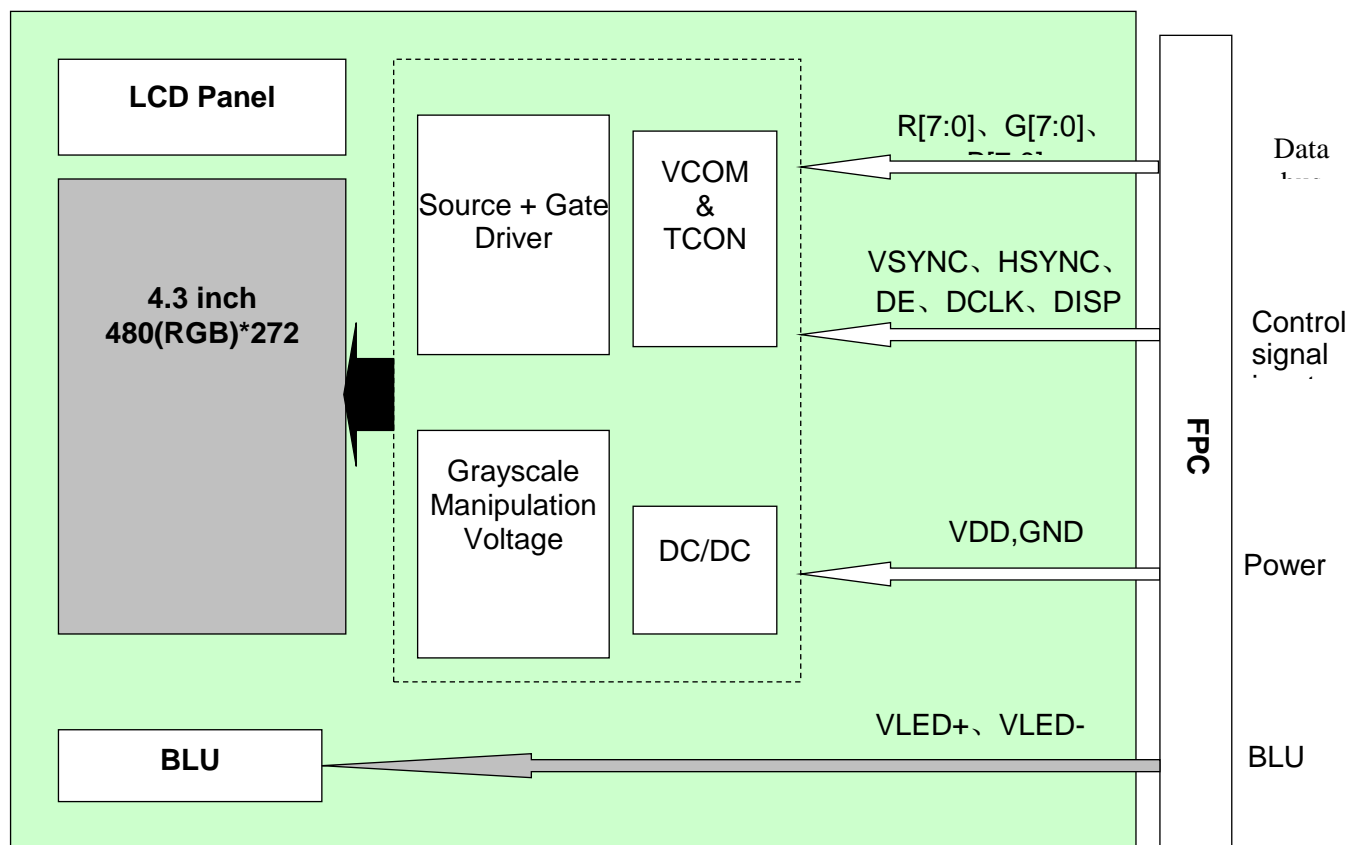 LCD Panel
4.3 inch
480(RGB)*272
Source + Gate
Driver
VCOM
&
TCON
Grayscale
Manipulation
Voltage
DC/DC
R[7:0]、G[7:0]、
VSYNC、HSYNC、
DE、DCLK、DISP
VDD,GND
VLED+、VLED-
BLU
FPC
Data
Control
signal
Power
BLU